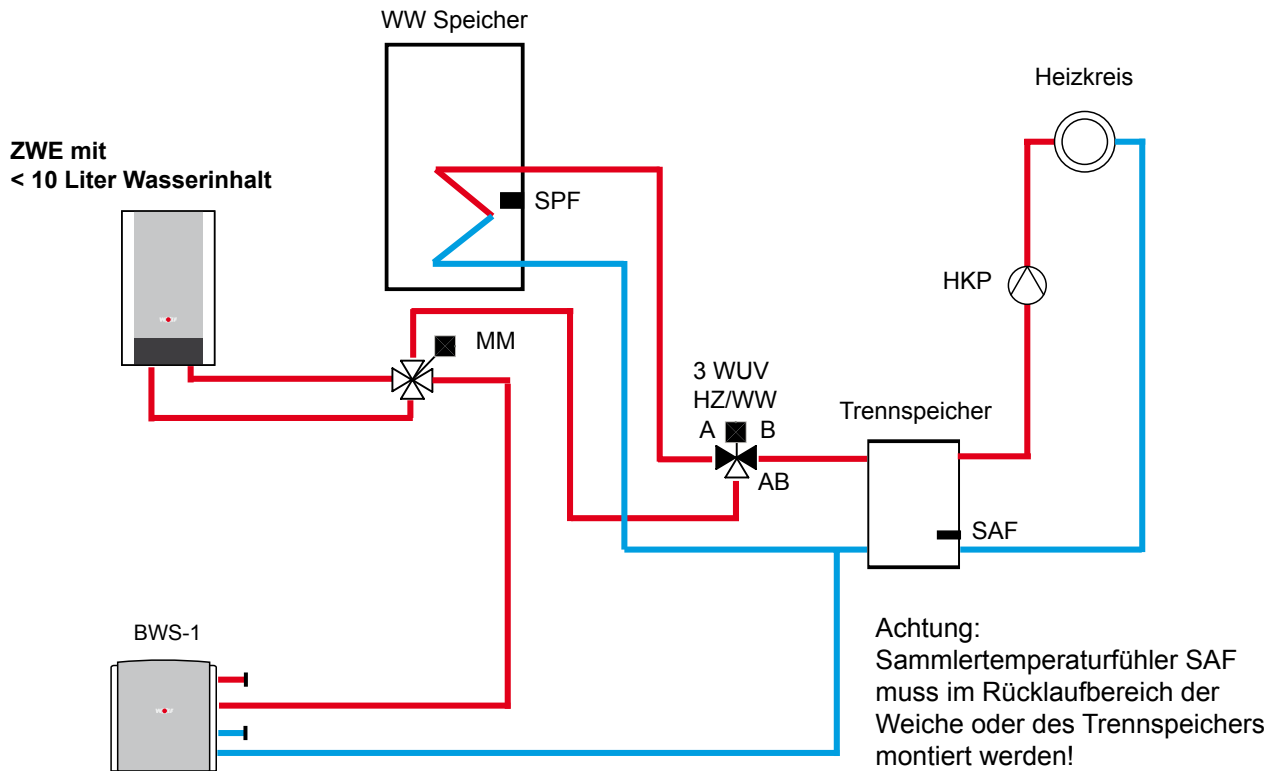 WW Speicher
Heizkreis
ZWE mit
< 10 Liter Wasserinhalt
SPF
HKP
MM
3 WUV
HZ/WW
A
B
AB
Trennspeicher
SAF
BWS-1
Achtung:
Sammlertemperaturfühler SAF
muss im Rücklaufbereich der
Weiche oder des Trennspeichers
montiert werden!